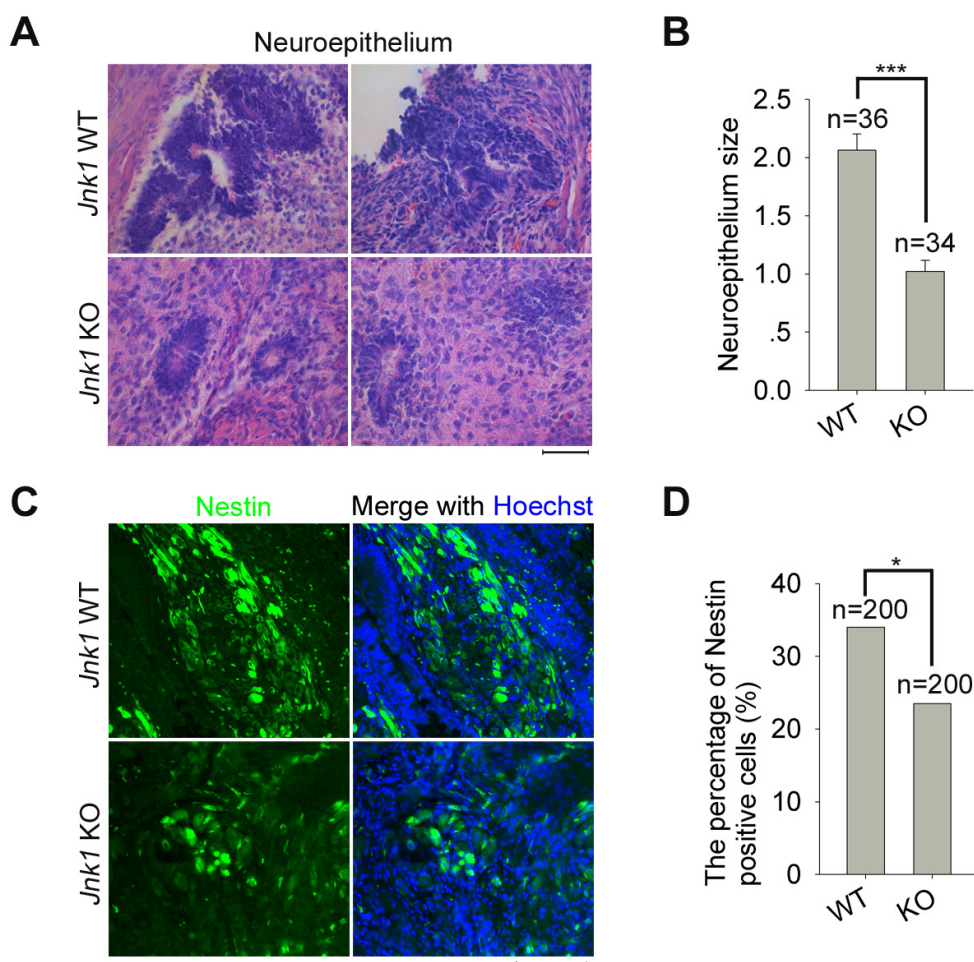 A
Neuroepithelium
Jnk1 WT
Jnk1 KO
B
***
n=36
n=34
Neuroepithelium size
2.5
2.0
1.5
1.0
.5
0.0
WT
KO
C
Nestin
Merge with Hoechst
Jnk1 WT
Jnk1 KO
D
*
n=200
n=200
The percentage of Nestin
positive cells (%)
40
30
20
10
0
WT
KO